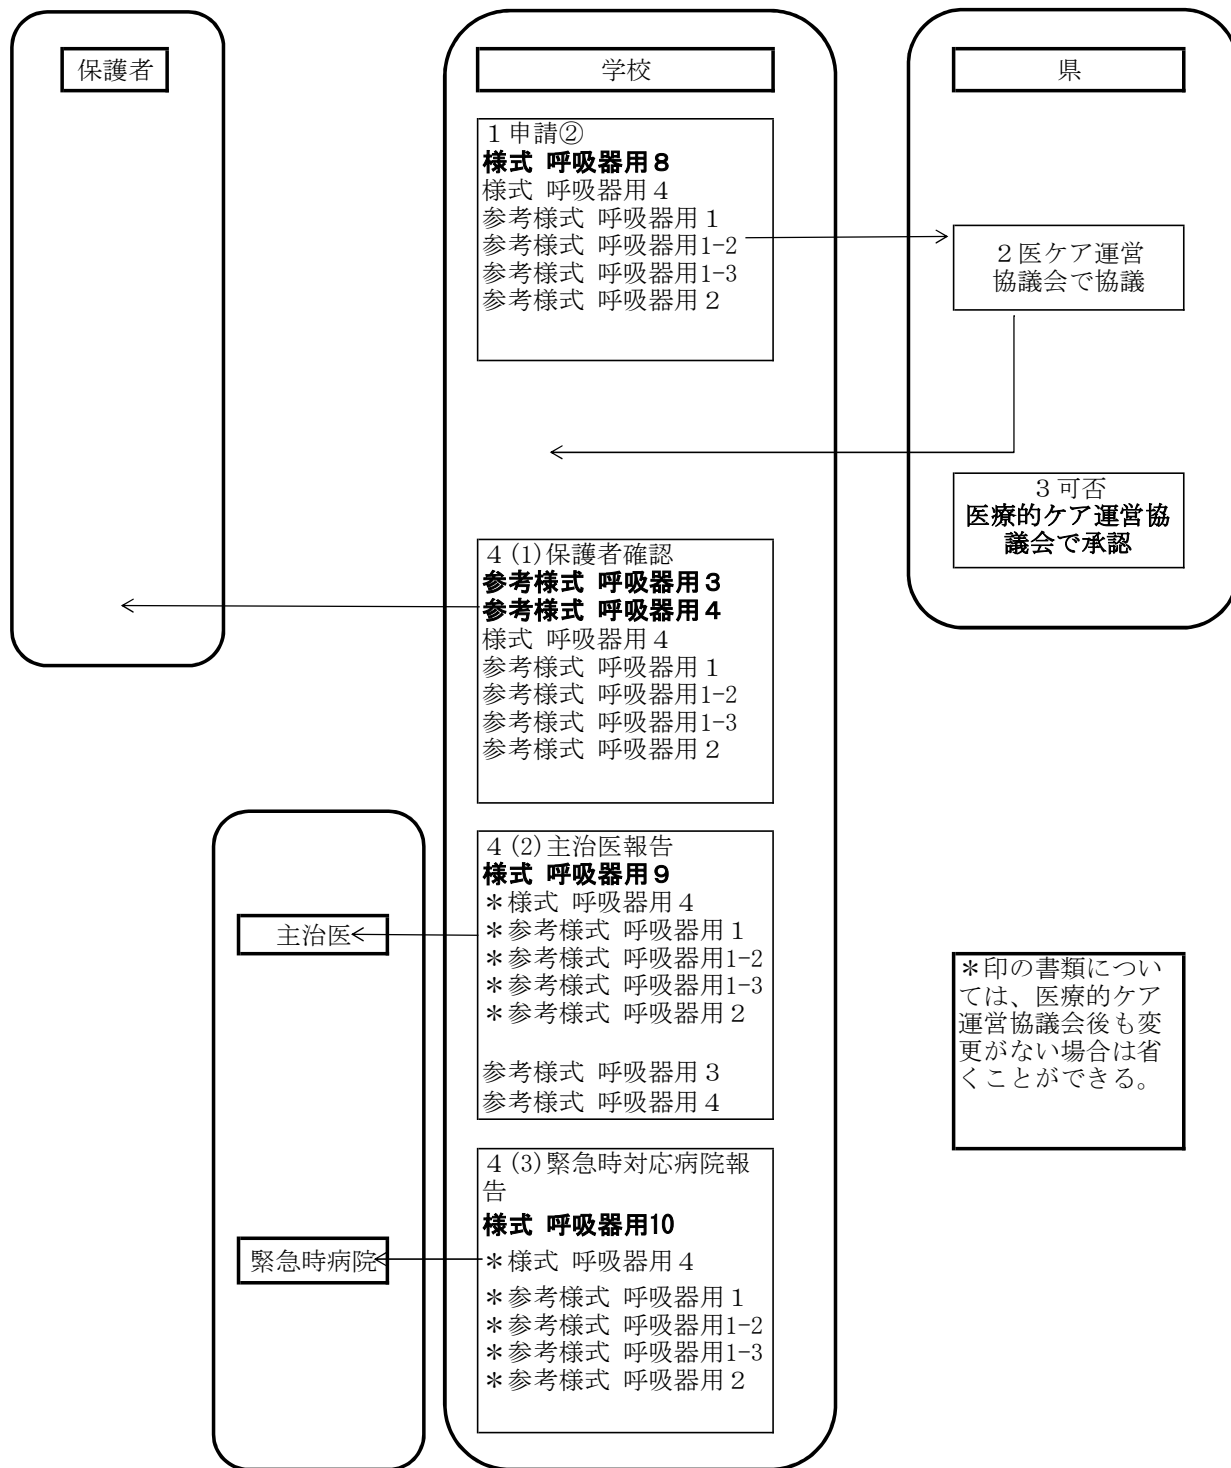 保護者
学校
県
１申請②
様式 呼吸器用８
様式 呼吸器用４
参考様式 呼吸器用１
参考様式 呼吸器用1-2
参考様式 呼吸器用1-3
参考様式 呼吸器用２
２医ケア運営
協議会で協議
３可否
医療的ケア運営協
議会で承認
４(1)保護者確認
参考様式 呼吸器用３
参考様式 呼吸器用４
様式 呼吸器用４
参考様式 呼吸器用１
参考様式 呼吸器用1-2
参考様式 呼吸器用1-3
参考様式 呼吸器用２
４(2)主治医報告
様式 呼吸器用９
＊様式 呼吸器用４
＊参考様式 呼吸器用１
＊参考様式 呼吸器用1-2
＊参考様式 呼吸器用1-3
＊参考様式 呼吸器用２
参考様式 呼吸器用３
参考様式 呼吸器用４
主治医
＊印の書類につい
ては、医療的ケア
運営協議会後も変
更がない場合は省
くことができる。
４(3)緊急時対応病院報
告
様式 呼吸器用10
＊様式 呼吸器用４
＊参考様式 呼吸器用１
＊参考様式 呼吸器用1-2
＊参考様式 呼吸器用1-3
＊参考様式 呼吸器用２
緊急時病院